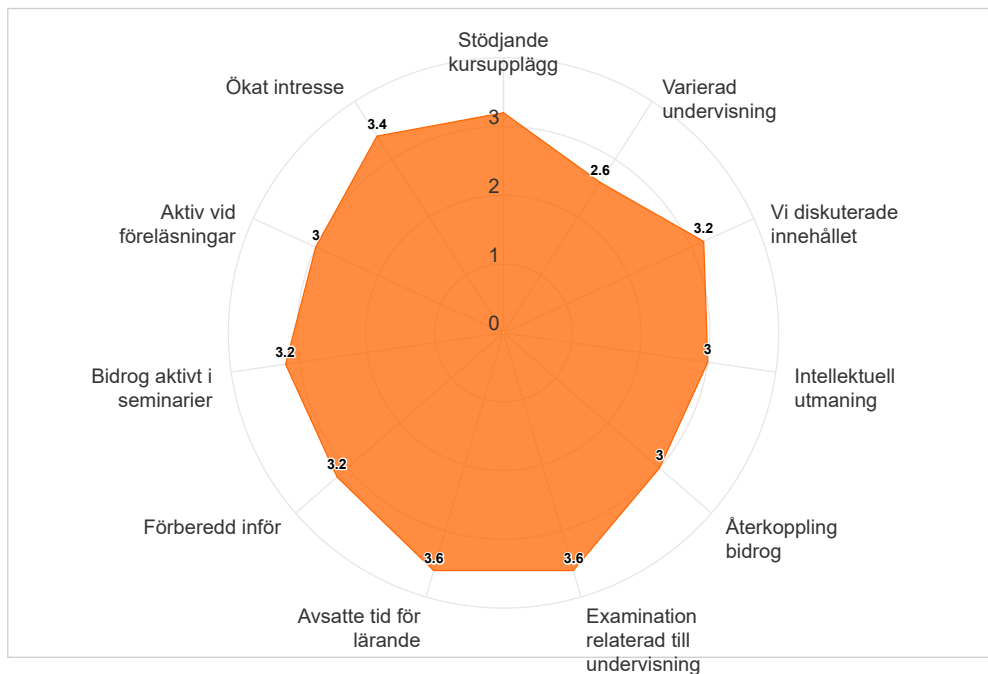 Stödjande
kursupplägg
Ökat intresse
Varierad
undervisning
3.4
3
2.6
2
Aktiv vid
föreläsningar
Vi diskuterade
innehållet
3
3.2
1
0
3.2
3
Bidrog aktivt i
seminarier
Intellektuell
utmaning
3.2
3
Förberedd inför
Återkoppling
bidrog
3.6
3.6
Avsatte tid för
lärande
Examination
relaterad till
undervisning